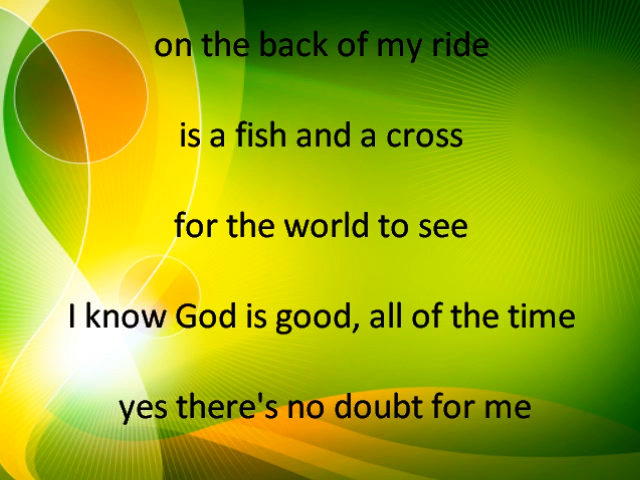 on the back of my ride
is a fish and a cross
for the world to see
I know God is good, all of the time
yes there's no doubt for me